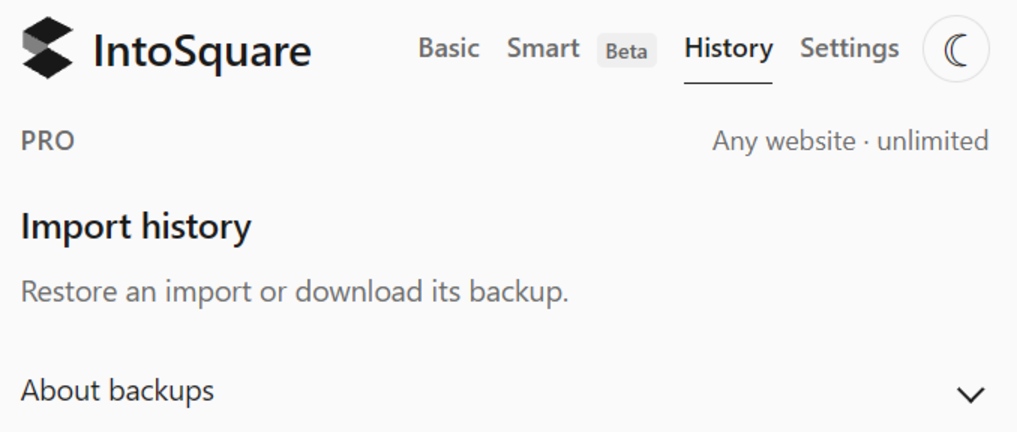 IntoSquare Basic Smart Beta History Settings
PRO Any website · unlimited
Import history
Restore an import or download its backup.
About backups